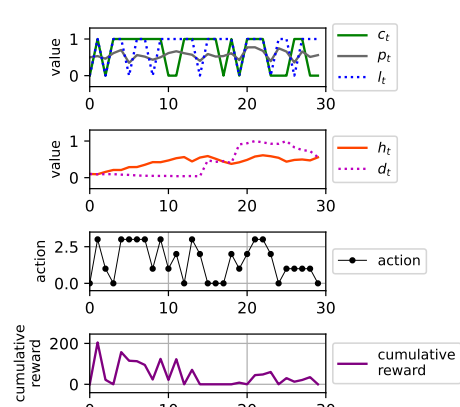 value
1
0
0 10 20 30
c_t
p_t
l_t
value
1
0
0 10 20 30
h_t
d_t
action
2.5
0.0
0 10 20 30
action
cumulative
reward
200
0
0 10 20 30
cumulative
reward